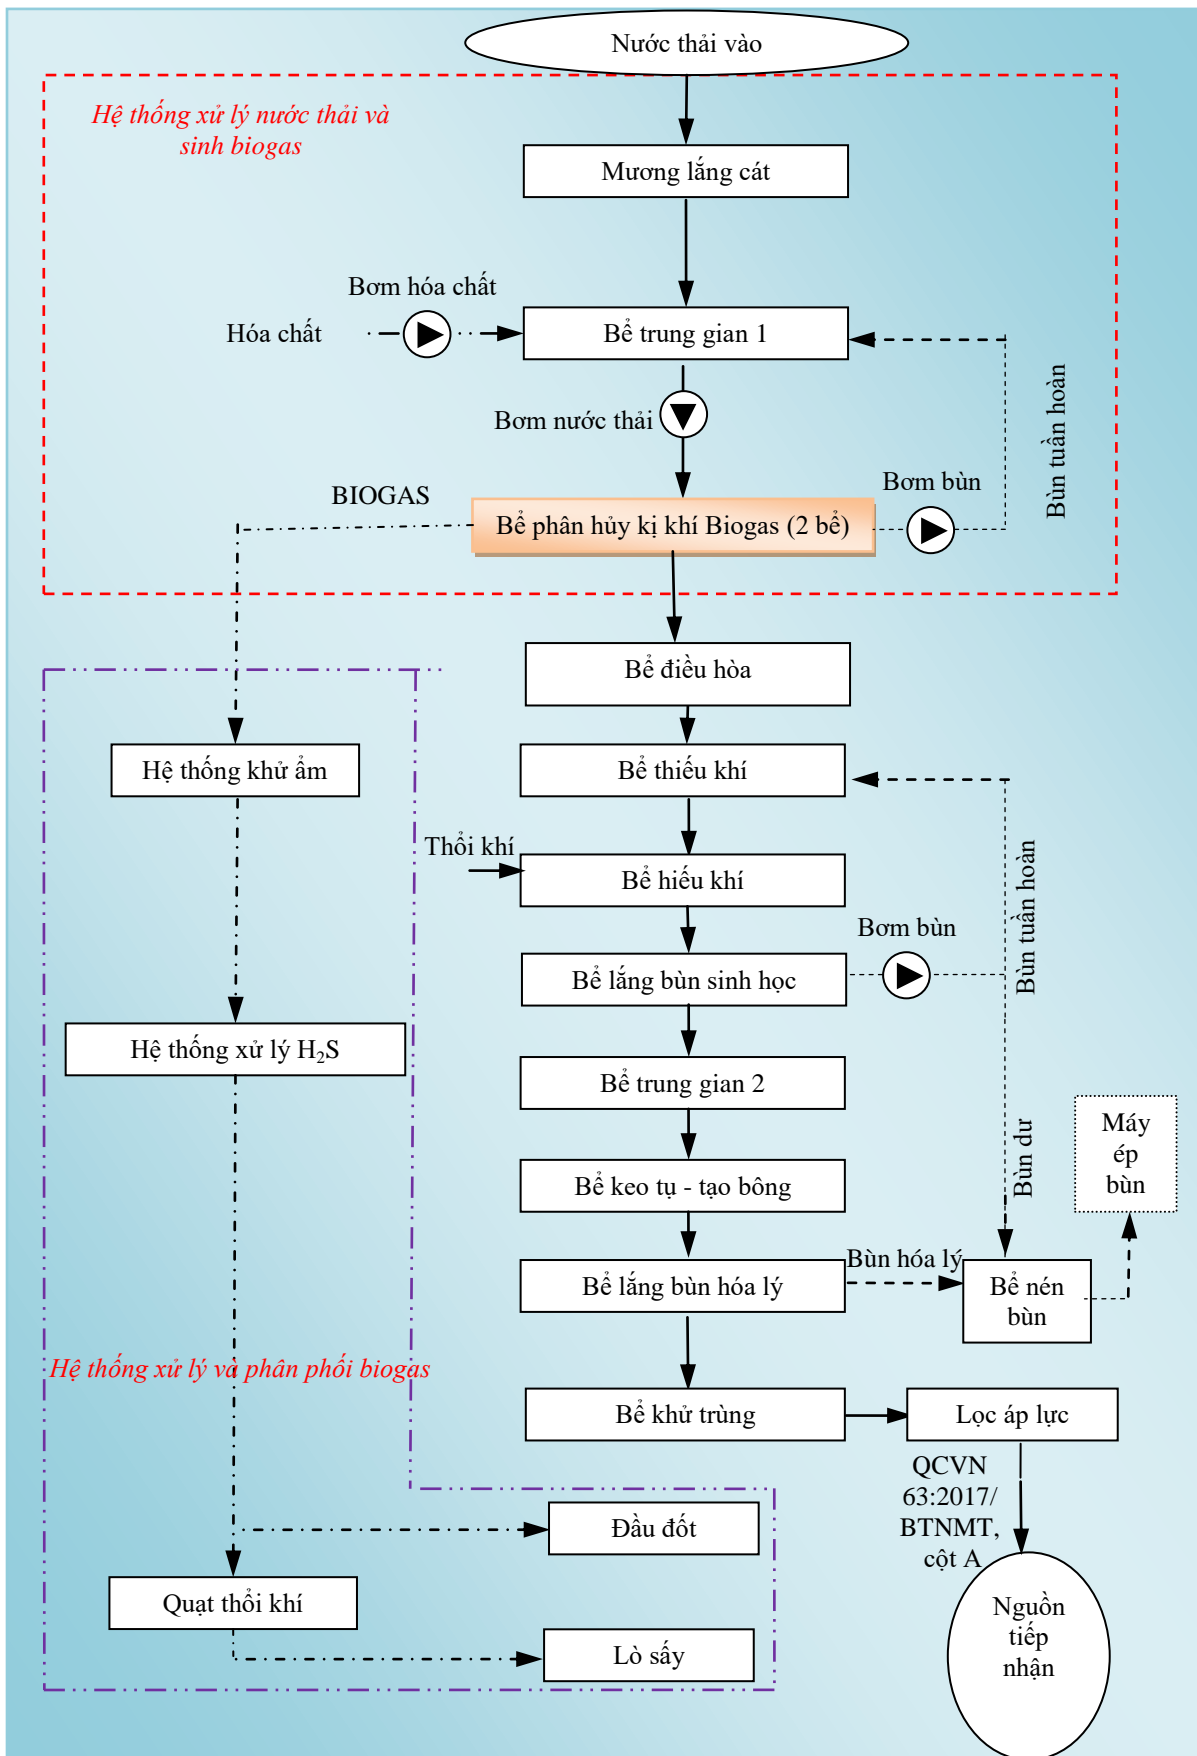 Nước thải vào
Hệ thống xử lý nước thải và
sinh biogas
Mương lắng cát
Bơm hóa chất
Hóa chất
Bể trung gian 1
Bơm nước thải
Bùn tuần hoàn
BIOGAS
Bơm bùn
Bể phân hủy kị khí Biogas (2 bể)
Bể điều hòa
Hệ thống khử ẩm
Bể thiếu khí
Thổi khí
Bể hiếu khí
Bùn tuần hoàn
Bơm bùn
Bể lắng bùn sinh học
Hệ thống xử lý H₂S
Bể trung gian 2
Máy
ép
bùn
Bùn dư
Bể keo tụ - tạo bông
Bùn hóa lý
Bể lắng bùn hóa lý
Bể nén
bùn
Hệ thống xử lý và phân phối biogas
Bể khử trùng
Lọc áp lực
QCVN
63:2017/
BTNMT,
cột A
Đầu đốt
Quạt thổi khí
Lò sấy
Nguồn
tiếp
nhận